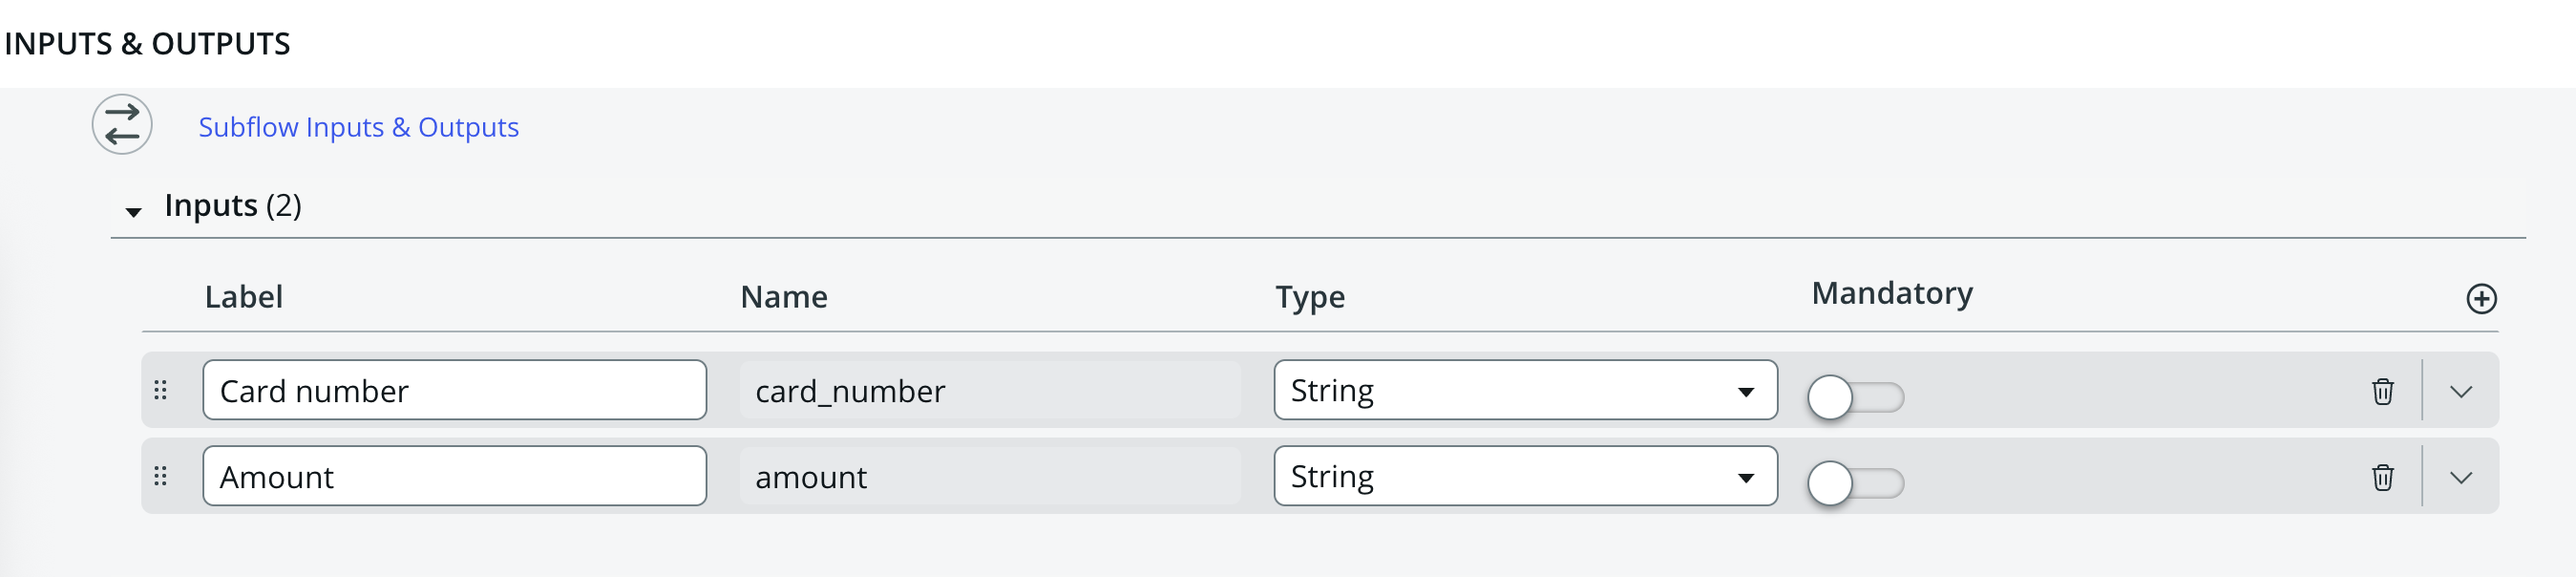 INPUTS & OUTPUTS
Subflow Inputs & Outputs
Inputs (2)
Label Name Type Mandatory
Card number card_number String
Amount amount String